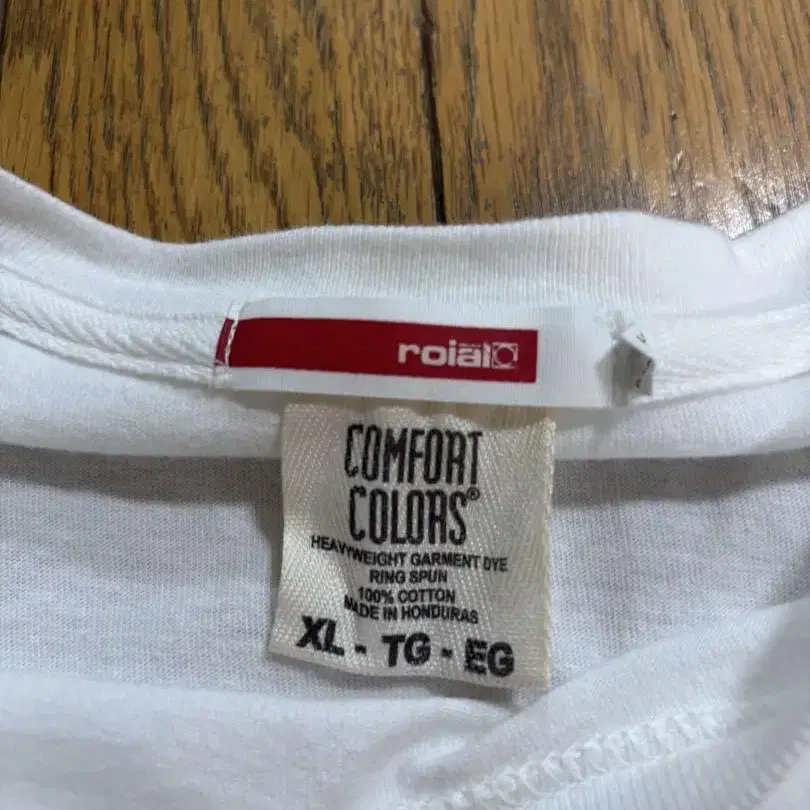 roial
COMFORT
COLORS®
HEAVYWEIGHT GARMENT DYE
RING SPUN
100% COTTON
MADE IN HONDURAS
XL - TG - EG